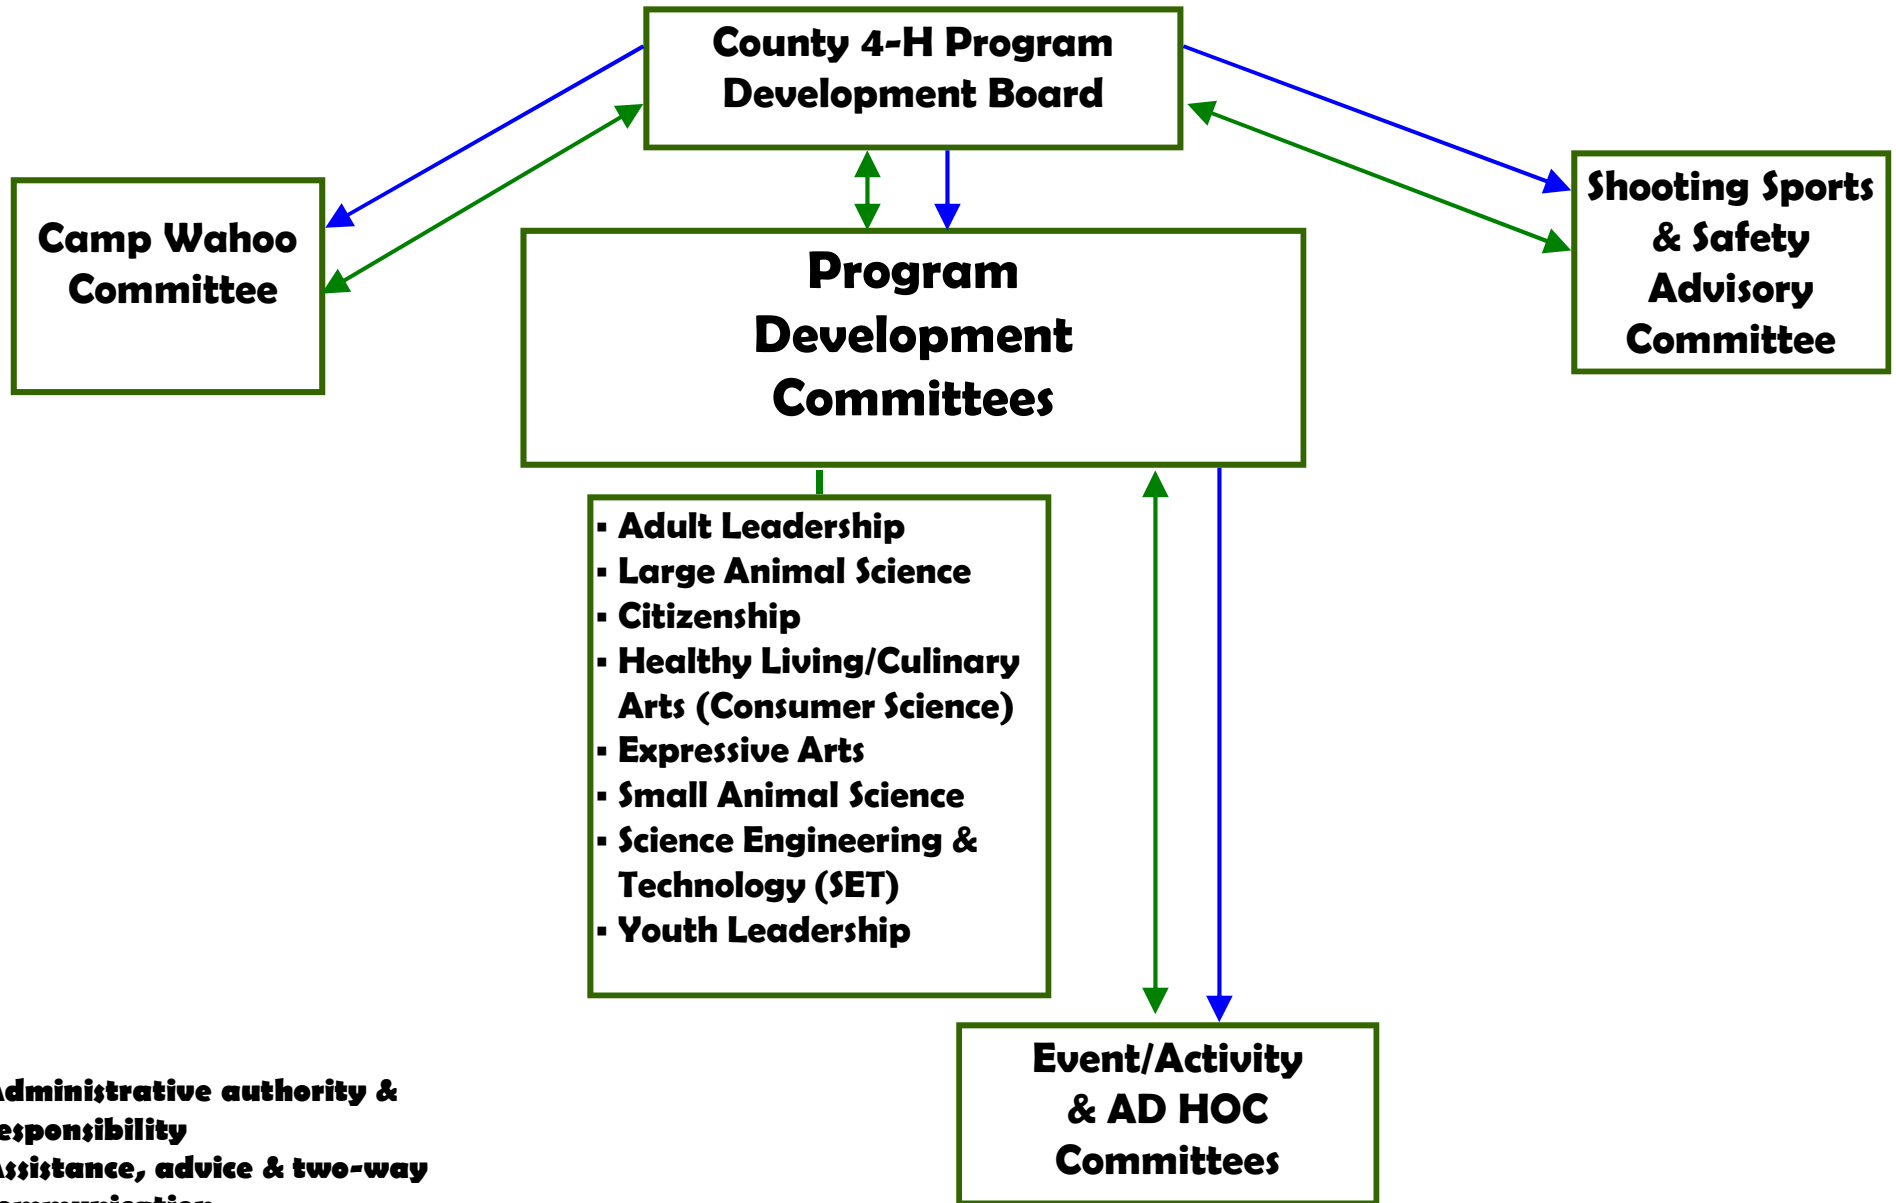 County 4-H Program
Development Board
Camp Wahoo
Committee
Shooting Sports
& Safety
Advisory
Committee
Program
Development
Committees
▪ Adult Leadership
▪ Large Animal Science
▪ Citizenship
▪ Healthy Living/Culinary
Arts (Consumer Science)
▪ Expressive Arts
▪ Small Animal Science
▪ Science Engineering &
Technology (SET)
▪ Youth Leadership
Event/Activity
& AD HOC
Committees
Administrative authority &
esponsibility
Assistance, advice & two-way